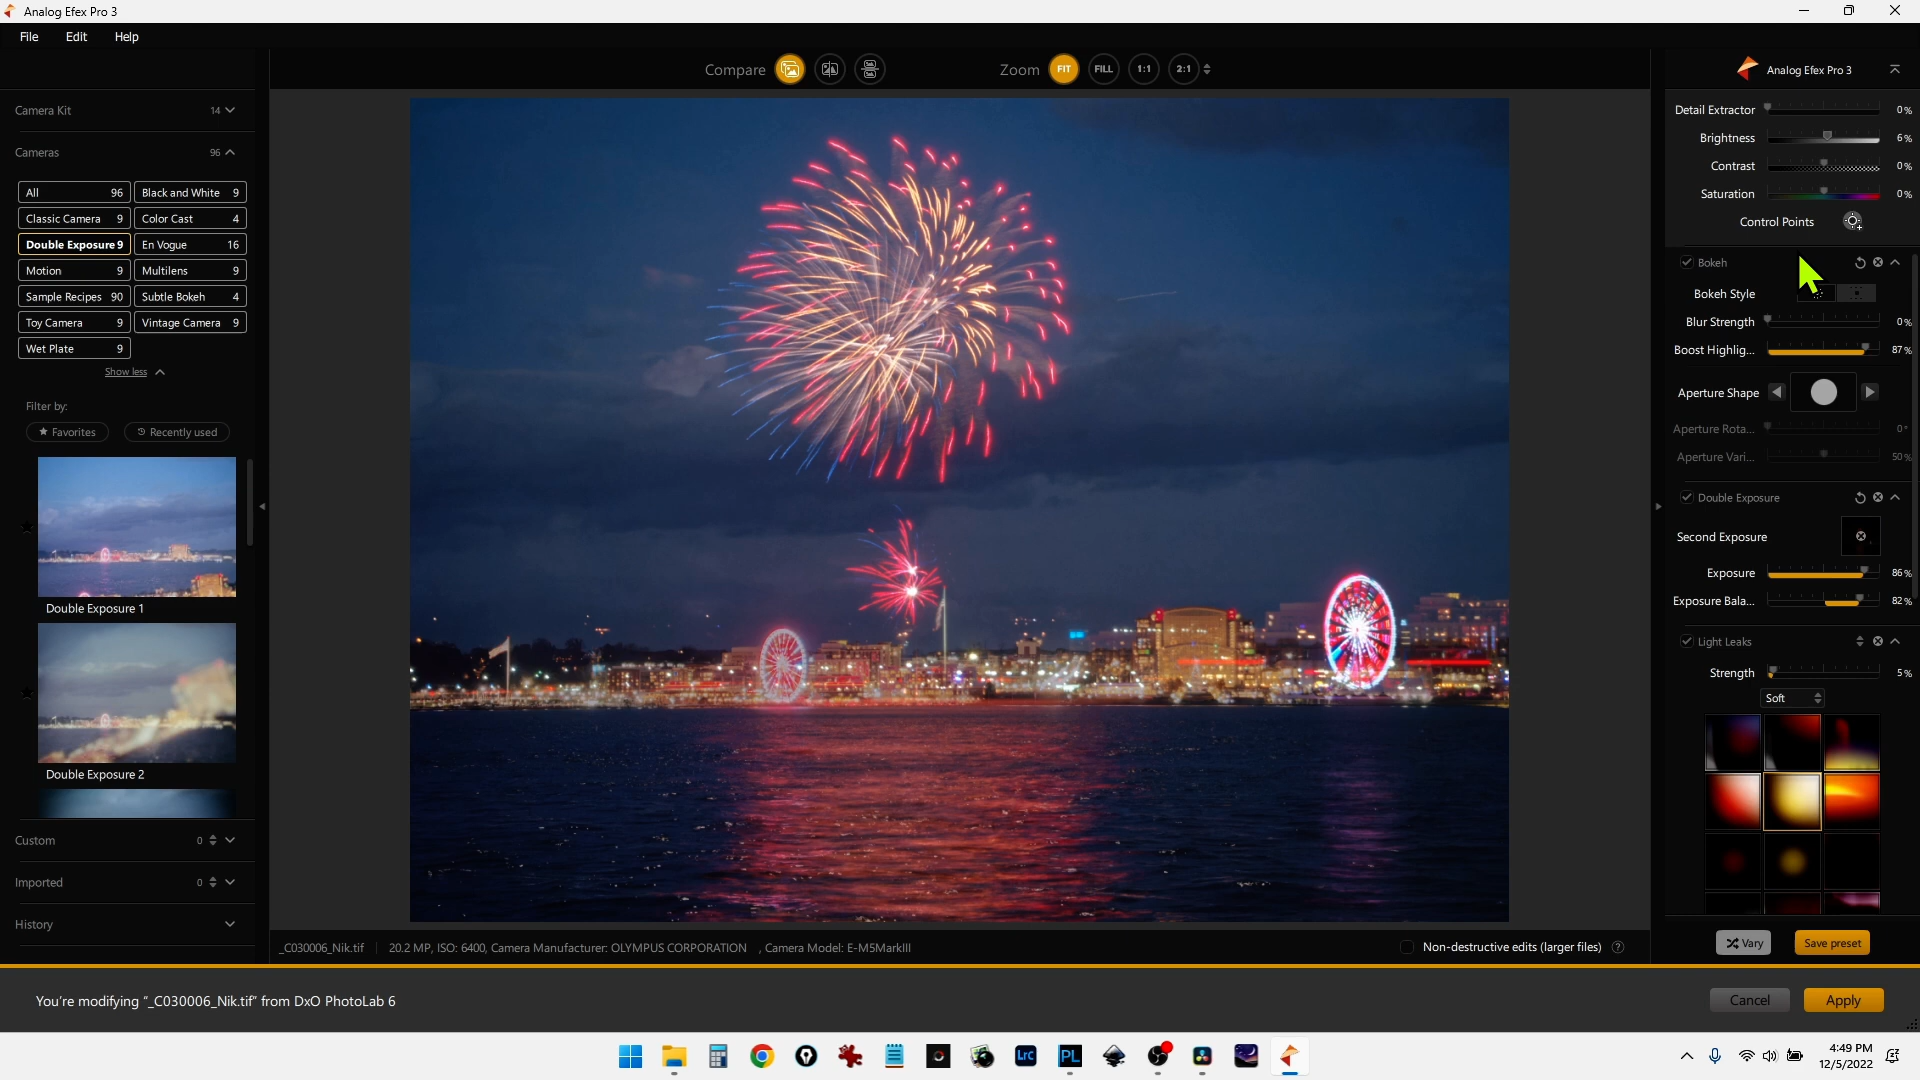 Analog Efex Pro 3
File Edit Help
Compare Zoom FIT FILL 1:1 2:1
Analog Efex Pro 3
Camera Kit 14
Cameras 96
All 96 Black and White 9
Classic Camera 9 Color Cast 4
Double Exposure 9 En Vogue 16
Motion 9 Multilens 9
Sample Recipes 90 Subtle Bokeh 4
Toy Camera 9 Vintage Camera 9
Wet Plate 9
Show less
Filter by:
Favorites Recently used
Double Exposure 1
Double Exposure 2
Custom 0
Imported 0
History
Detail Extractor 0%
Brightness 6%
Contrast 0%
Saturation 0%
Control Points
Bokeh
Bokeh Style
Blur Strength 0%
Boost Highlig... 87%
Aperture Shape
Aperture Rota... 0°
Aperture Vari... 50%
Double Exposure
Second Exposure
Exposure 86%
Exposure Bala... 82%
Light Leaks
Strength 5%
Soft
Vary Save preset
_C030006_Nik.tif 20.2 MP, ISO: 6400, Camera Manufacturer: OLYMPUS CORPORATION , Camera Model: E-M5MarkIII
Non-destructive edits (larger files) ?
You're modifying "_C030006_Nik.tif" from DxO PhotoLab 6
Cancel Apply
LrC PL
4:49 PM
12/5/2022